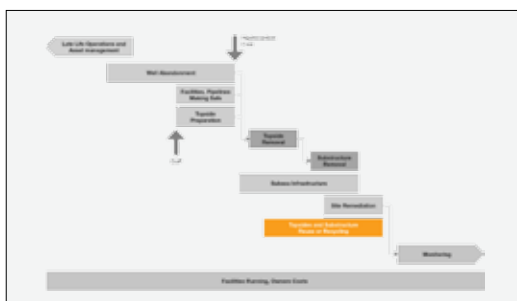 Late Life Operations and
Asset management
Well Abandonment
Facilities, Pipelines
Making Safe
Topside
Preparation
Topside
Removal
Substructure
Removal
Subsea Infrastructure
Site Remediation
Topsides and Substructure
Reuse or Recycling
Monitoring
Facilities Running, Owners Costs